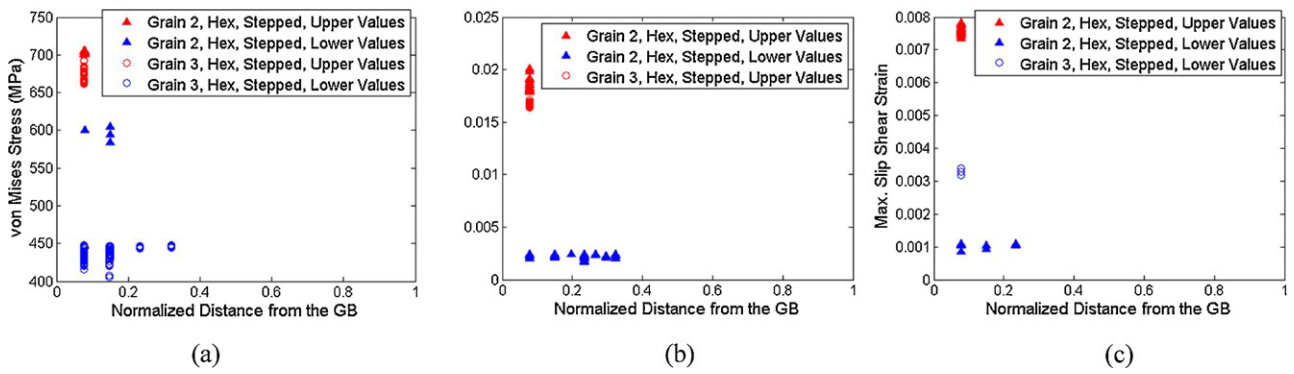 750
700
650
600
550
500
450
400
von Mises Stress (MPa)
Grain 2, Hex, Stepped, Upper Values
Grain 2, Hex, Stepped, Lower Values
Grain 3, Hex, Stepped, Upper Values
Grain 3, Hex, Stepped, Lower Values
0 0.2 0.4 0.6 0.8 1
Normalized Distance from the GB
(a)
0.025
0.02
0.015
0.01
0.005
0
Grain 2, Hex, Stepped, Upper Values
Grain 2, Hex, Stepped, Lower Values
Grain 3, Hex, Stepped, Upper Values
0 0.2 0.4 0.6 0.8 1
Normalized Distance from the GB
(b)
0.008
0.007
0.006
0.005
0.004
0.003
0.002
0.001
0
Max. Slip Shear Strain
Grain 2, Hex, Stepped, Upper Values
Grain 2, Hex, Stepped, Lower Values
Grain 3, Hex, Stepped, Lower Values
0 0.2 0.4 0.6 0.8 1
Normalized Distance from the GB
(c)